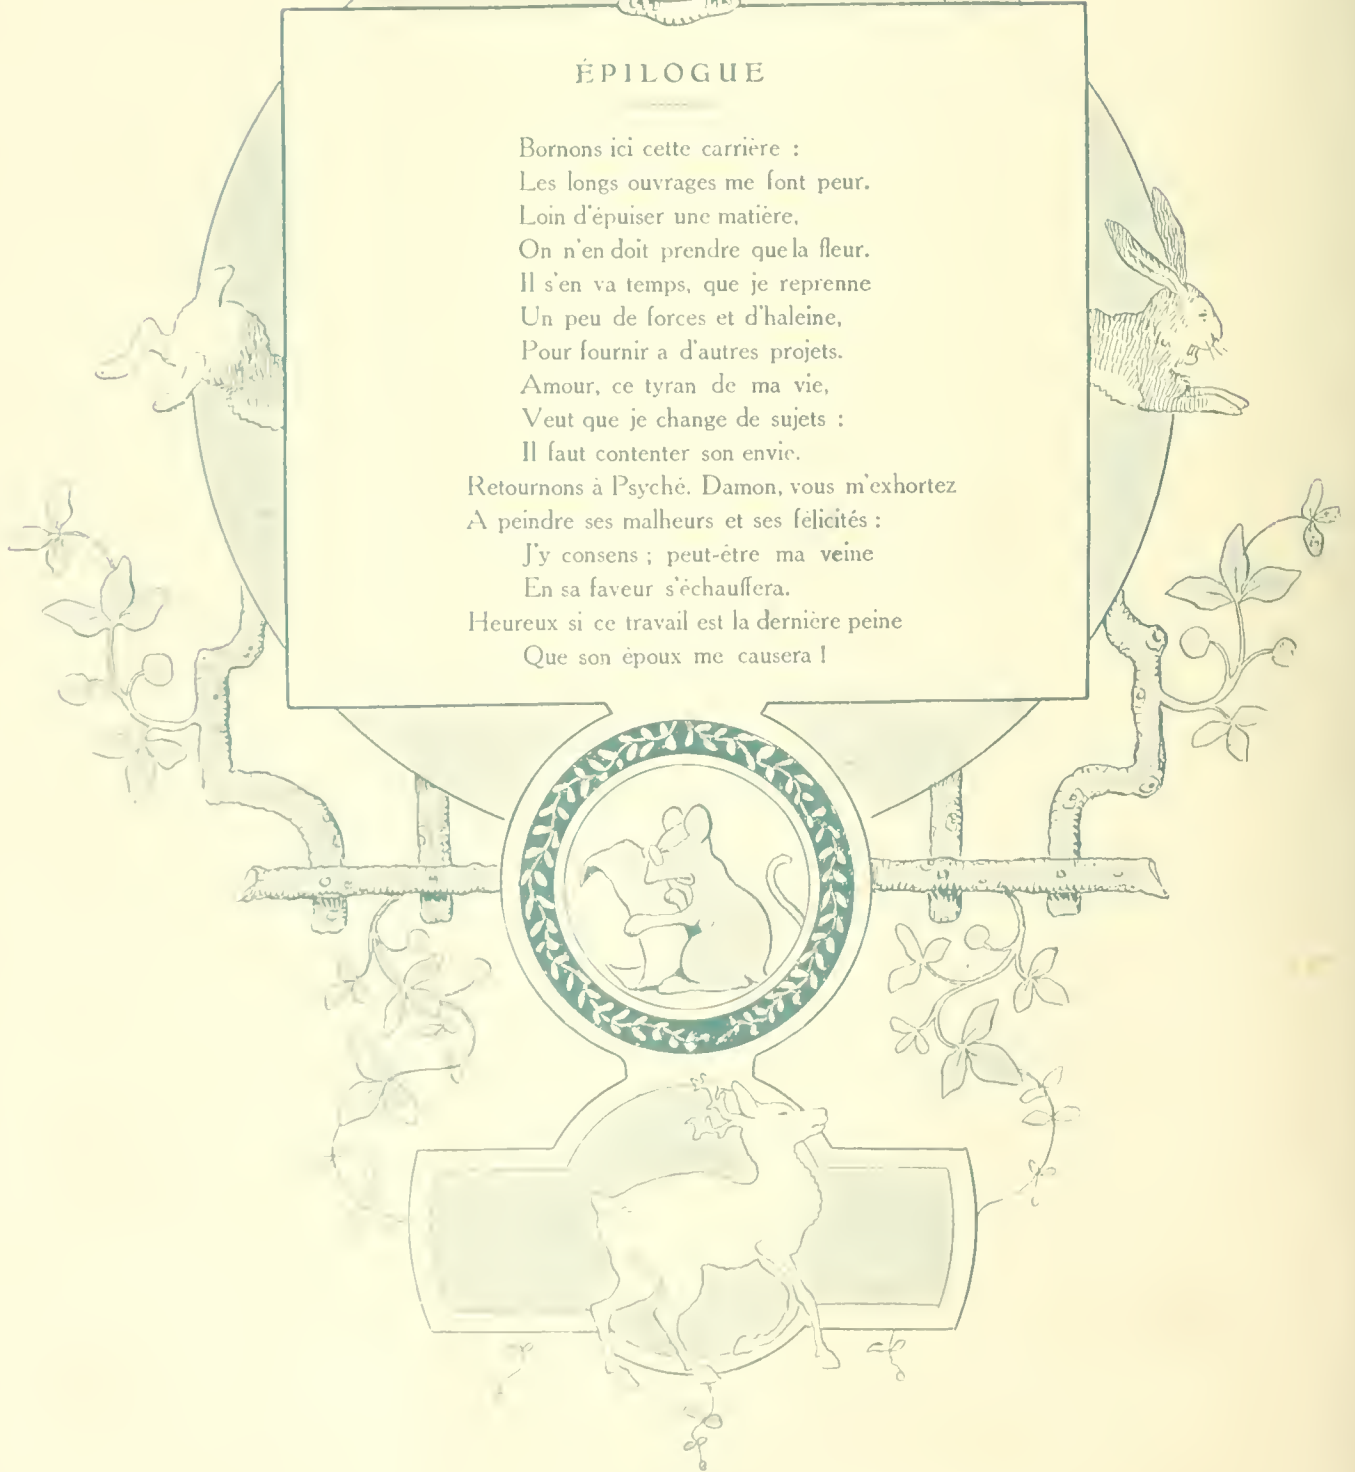 ÉPILOGUE
Bornons ici cette carrière :
Les longs ouvrages me font peur.
Loin d'épuiser une matière,
On n'en doit prendre que la fleur.
Il s'en va temps, que je reprenne
Un peu de forces et d'haleine,
Pour fournir a d'autres projets.
Amour, ce tyran de ma vie,
Veut que je change de sujets :
Il faut contenter son envie.
Retournons à Psyché. Damon, vous m'exhortez
A peindre ses malheurs et ses félicités :
J'y consens ; peut-être ma veine
En sa faveur s'échauffera.
Heureux si ce travail est la dernière peine
Que son époux me causera !